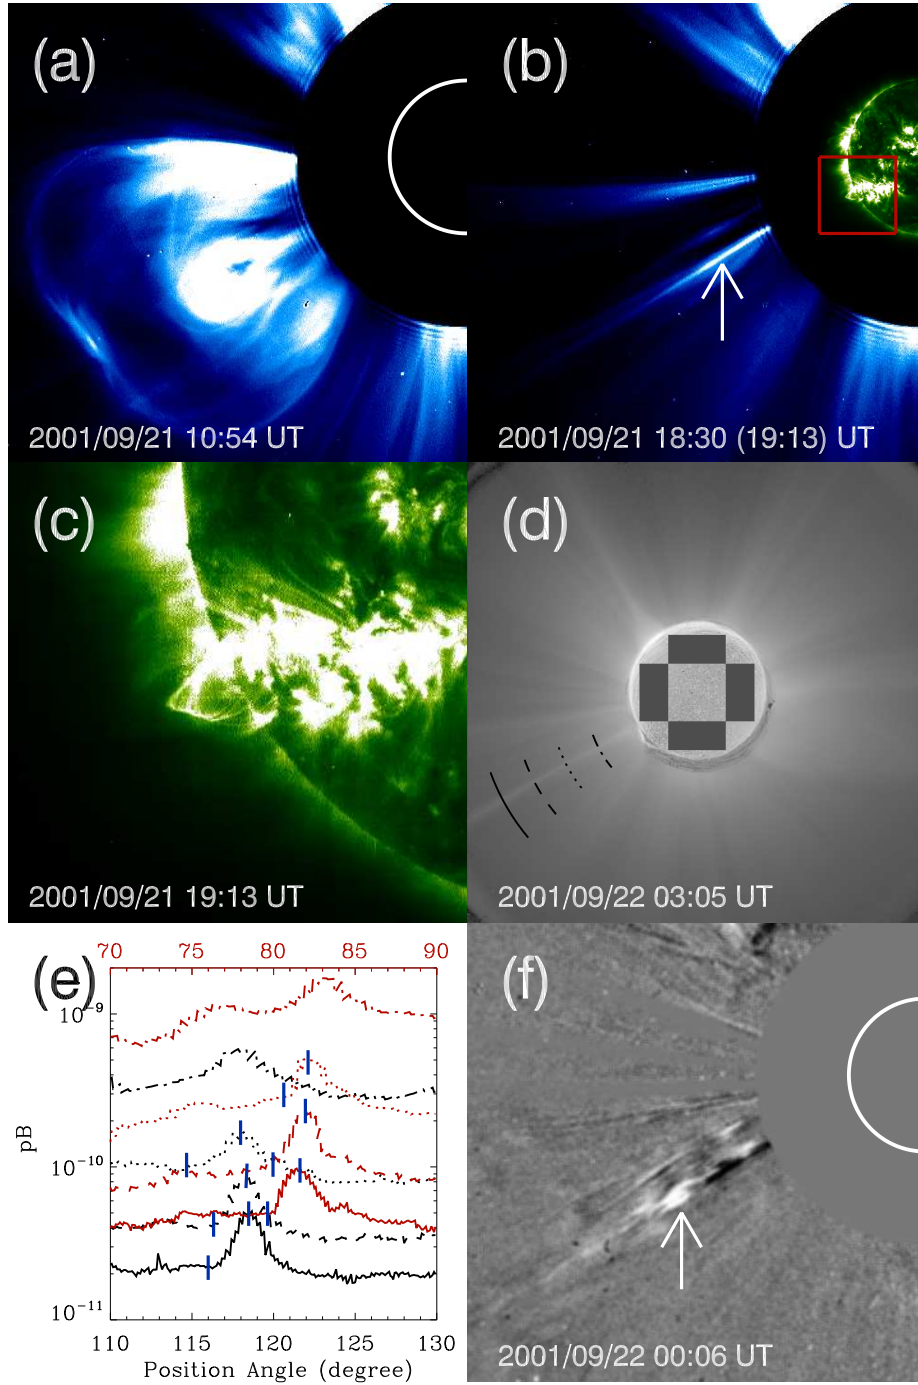 (a)
(b)
2001/09/21 10:54 UT
2001/09/21 18:30 (19:13) UT
(c)
(d)
2001/09/21 19:13 UT
2001/09/22 03:05 UT
(e)
(f)
70 75 80 85 90
10⁻⁹
10⁻¹⁰
10⁻¹¹
pB
110 115 120 125 130
Position Angle (degree)
2001/09/22 00:06 UT